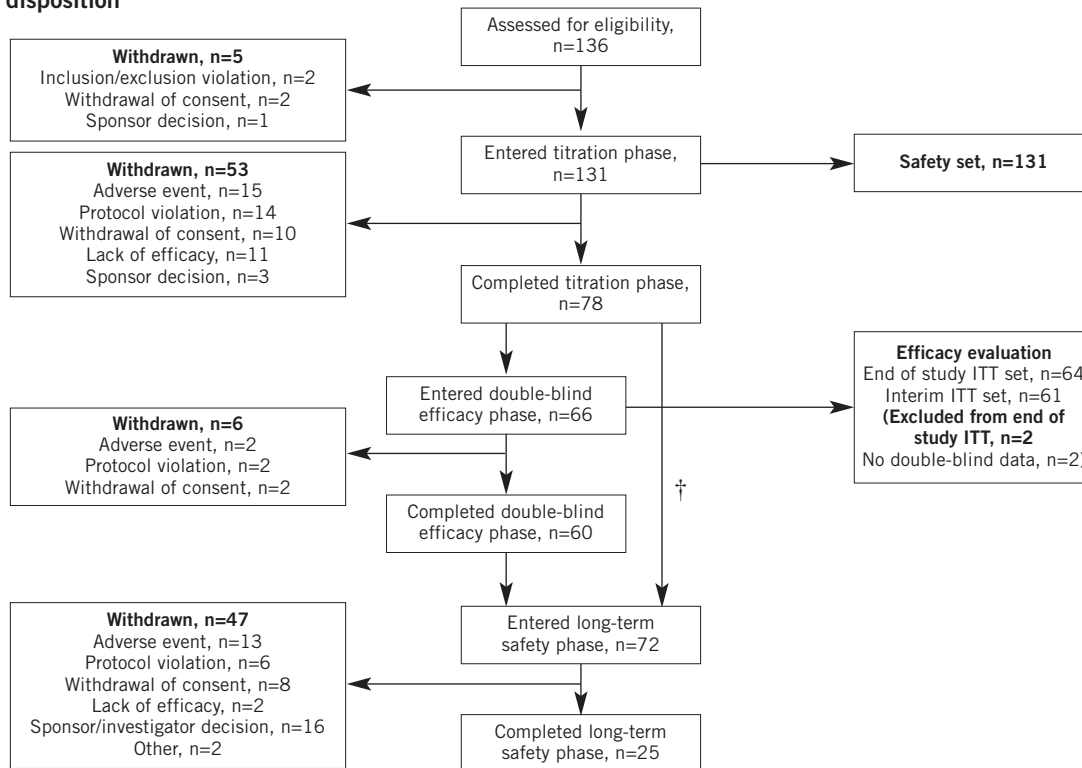 disposition
Assessed for eligibility,
n=136
Withdrawn, n=5
Inclusion/exclusion violation, n=2
Withdrawal of consent, n=2
Sponsor decision, n=1
Entered titration phase,
n=131
Safety set, n=131
Withdrawn, n=53
Adverse event, n=15
Protocol violation, n=14
Withdrawal of consent, n=10
Lack of efficacy, n=11
Sponsor decision, n=3
Completed titration phase,
n=78
Entered double-blind
efficacy phase, n=66
Efficacy evaluation
End of study ITT set, n=64
Interim ITT set, n=61
(Excluded from end of
study ITT, n=2
No double-blind data, n=2)
Withdrawn, n=6
Adverse event, n=2
Protocol violation, n=2
Withdrawal of consent, n=2
†
Completed double-blind
efficacy phase, n=60
Entered long-term
safety phase, n=72
Withdrawn, n=47
Adverse event, n=13
Protocol violation, n=6
Withdrawal of consent, n=8
Lack of efficacy, n=2
Sponsor/investigator decision, n=16
Other, n=2
Completed long-term
safety phase, n=25